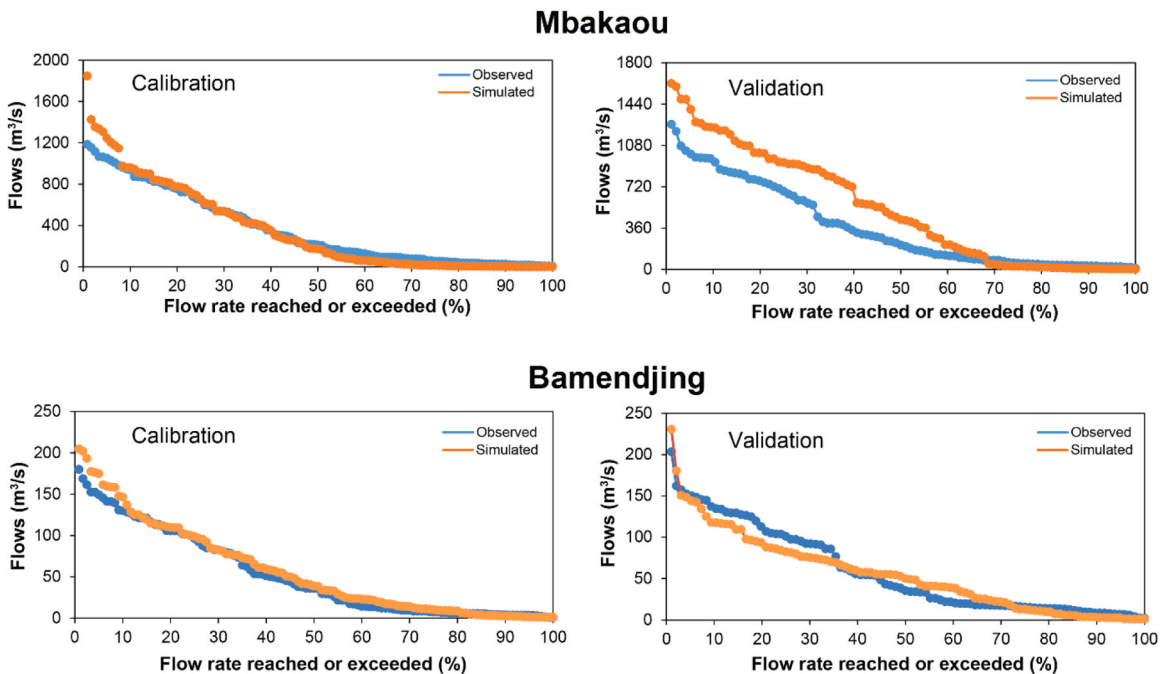 Mbakaou
Calibration
Observed
Simulated
Flows (m³/s)
2000
1600
1200
800
400
0
0 10 20 30 40 50 60 70 80 90 100
Flow rate reached or exceeded (%)
Validation
Observed
Simulated
Flows (m³/s)
1800
1440
1080
720
360
0
0 10 20 30 40 50 60 70 80 90 100
Flow rate reached or exceeded (%)
Bamendjing
Calibration
Observed
Simulated
Flows (m³/s)
250
200
150
100
50
0
0 10 20 30 40 50 60 70 80 90 100
Flow rate reached or exceeded (%)
Validation
Observed
Simulated
Flows (m³/s)
250
200
150
100
50
0
0 10 20 30 40 50 60 70 80 90 100
Flow rate reached or exceeded (%)